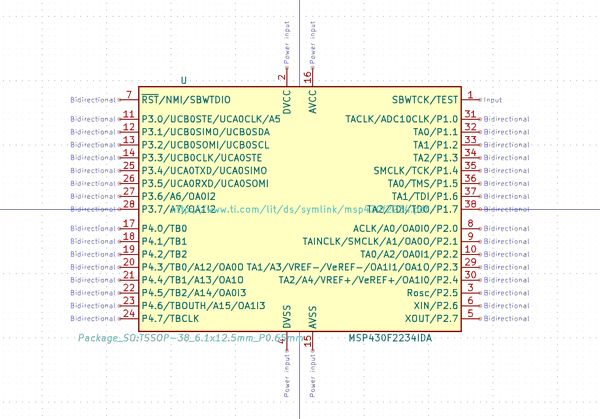 Power input
Power input
U
2
16
DVCC
AVCC
Bidirectional 7 RST/NMI/SBWTDIO SBWTCK/TEST 1 Input
Bidirectional 11 P3.0/UCB0STE/UCA0CLK/A5 TACLK/ADC10CLK/P1.0 31 Bidirectional
Bidirectional 12 P3.1/UCB0SIMO/UCB0SDA TA0/P1.1 32 Bidirectional
Bidirectional 13 P3.2/UCB0SOMI/UCB0SCL TA1/P1.2 33 Bidirectional
Bidirectional 14 P3.3/UCB0CLK/UCA0STE TA2/P1.3 34 Bidirectional
Bidirectional 25 P3.4/UCA0TXD/UCA0SIMO SMCLK/TCK/P1.4 35 Bidirectional
Bidirectional 26 P3.5/UCA0RXD/UCA0SOMI TA0/TMS/P1.5 36 Bidirectional
Bidirectional 27 P3.6/A6/OA0I2 TA1/TDI/P1.6 37 Bidirectional
Bidirectional 28 P3.7/A7/OA1I2 www.ti.com/lit/ds/symlink/ P1.7 38 Bidirectional
Bidirectional 17 P4.0/TB0 ACLK/A0/OA0I0/P2.0 8 Bidirectional
Bidirectional 18 P4.1/TB1 TAINCLK/SMCLK/A1/OA0O/P2.1 9 Bidirectional
Bidirectional 19 P4.2/TB2 TA0/A2/OA0I1/P2.2 10 Bidirectional
Bidirectional 20 P4.3/TB0/A12/OA0O TA1/A3/VREF-/VeREF-/OA1I1/OA1O/P2.3 29 Bidirectional
Bidirectional 21 P4.4/TB1/A13/OA1O TA2/A4/VREF+/VeREF+/OA1I0/P2.4 30 Bidirectional
Bidirectional 22 P4.5/TB2/A14/OA0I3 Rosc/P2.5 3 Bidirectional
Bidirectional 23 P4.6/TBOUTH/A15/OA1I3 XIN/P2.6 6 Bidirectional
Bidirectional 24 P4.7/TBCLK XOUT/P2.7 5 Bidirectional
DVSS
AVSS
Package_SO:TSSOP-38_6.1x12.5mm_P0.65mm MSP430F2234IDA
4
15
Power input
Power input